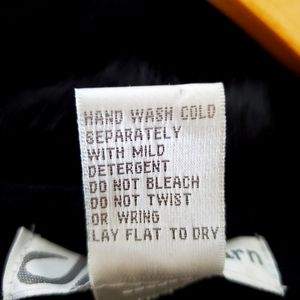 HAND WASH COLD
SEPARATELY
WITH MILD
DETERGENT
DO NOT BLEACH
DO NOT TWIST
OR WRING
LAY FLAT TO DRY